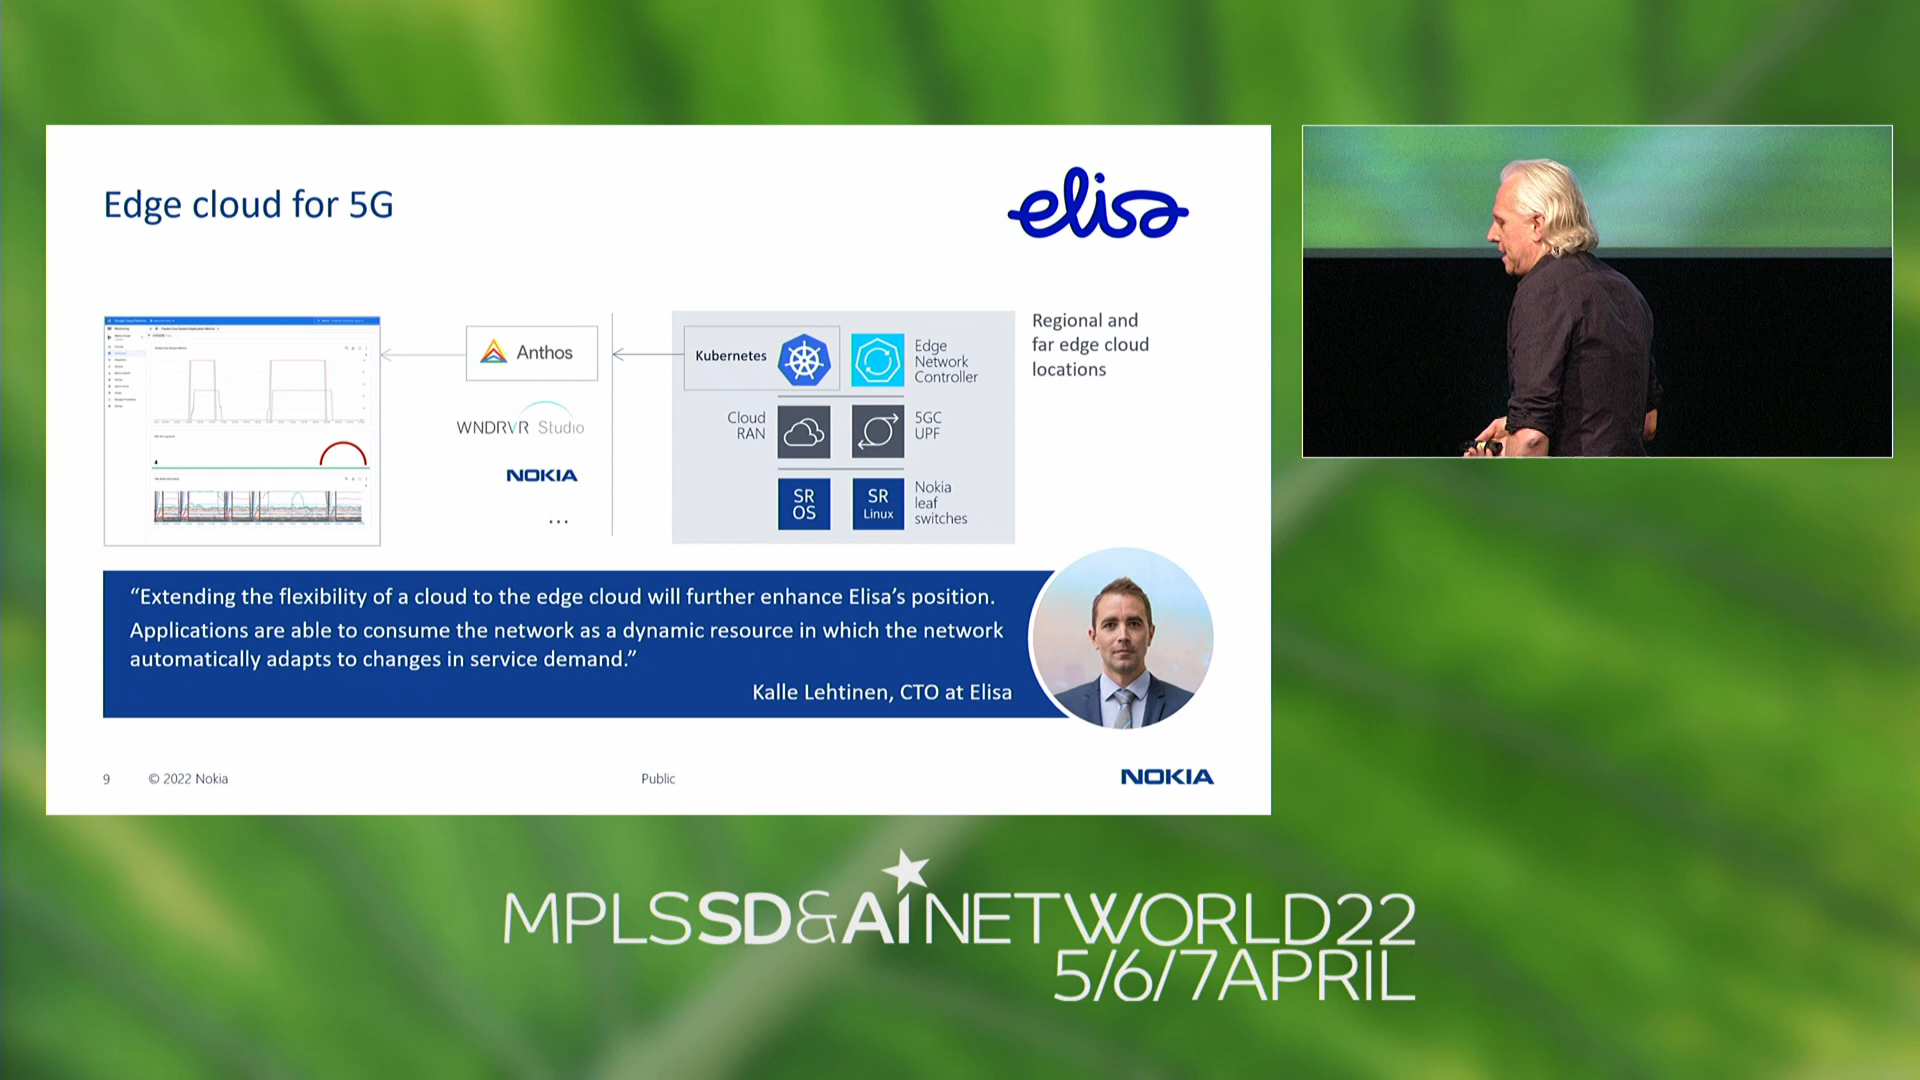 Edge cloud for 5G
elisa
Anthos
WNDRVR Studio
NOKIA
...
Kubernetes
Edge
Network
Controller
Cloud
RAN
5GC
UPF
SR
OS
SR
Linux
Nokia
leaf
switches
Regional and
far edge cloud
locations
“Extending the flexibility of a cloud to the edge cloud will further enhance Elisa’s position.
Applications are able to consume the network as a dynamic resource in which the network
automatically adapts to changes in service demand.”
Kalle Lehtinen, CTO at Elisa
9
© 2022 Nokia
Public
NOKIA
MPLSSD&AINETWORLD22
5/6/7APRIL